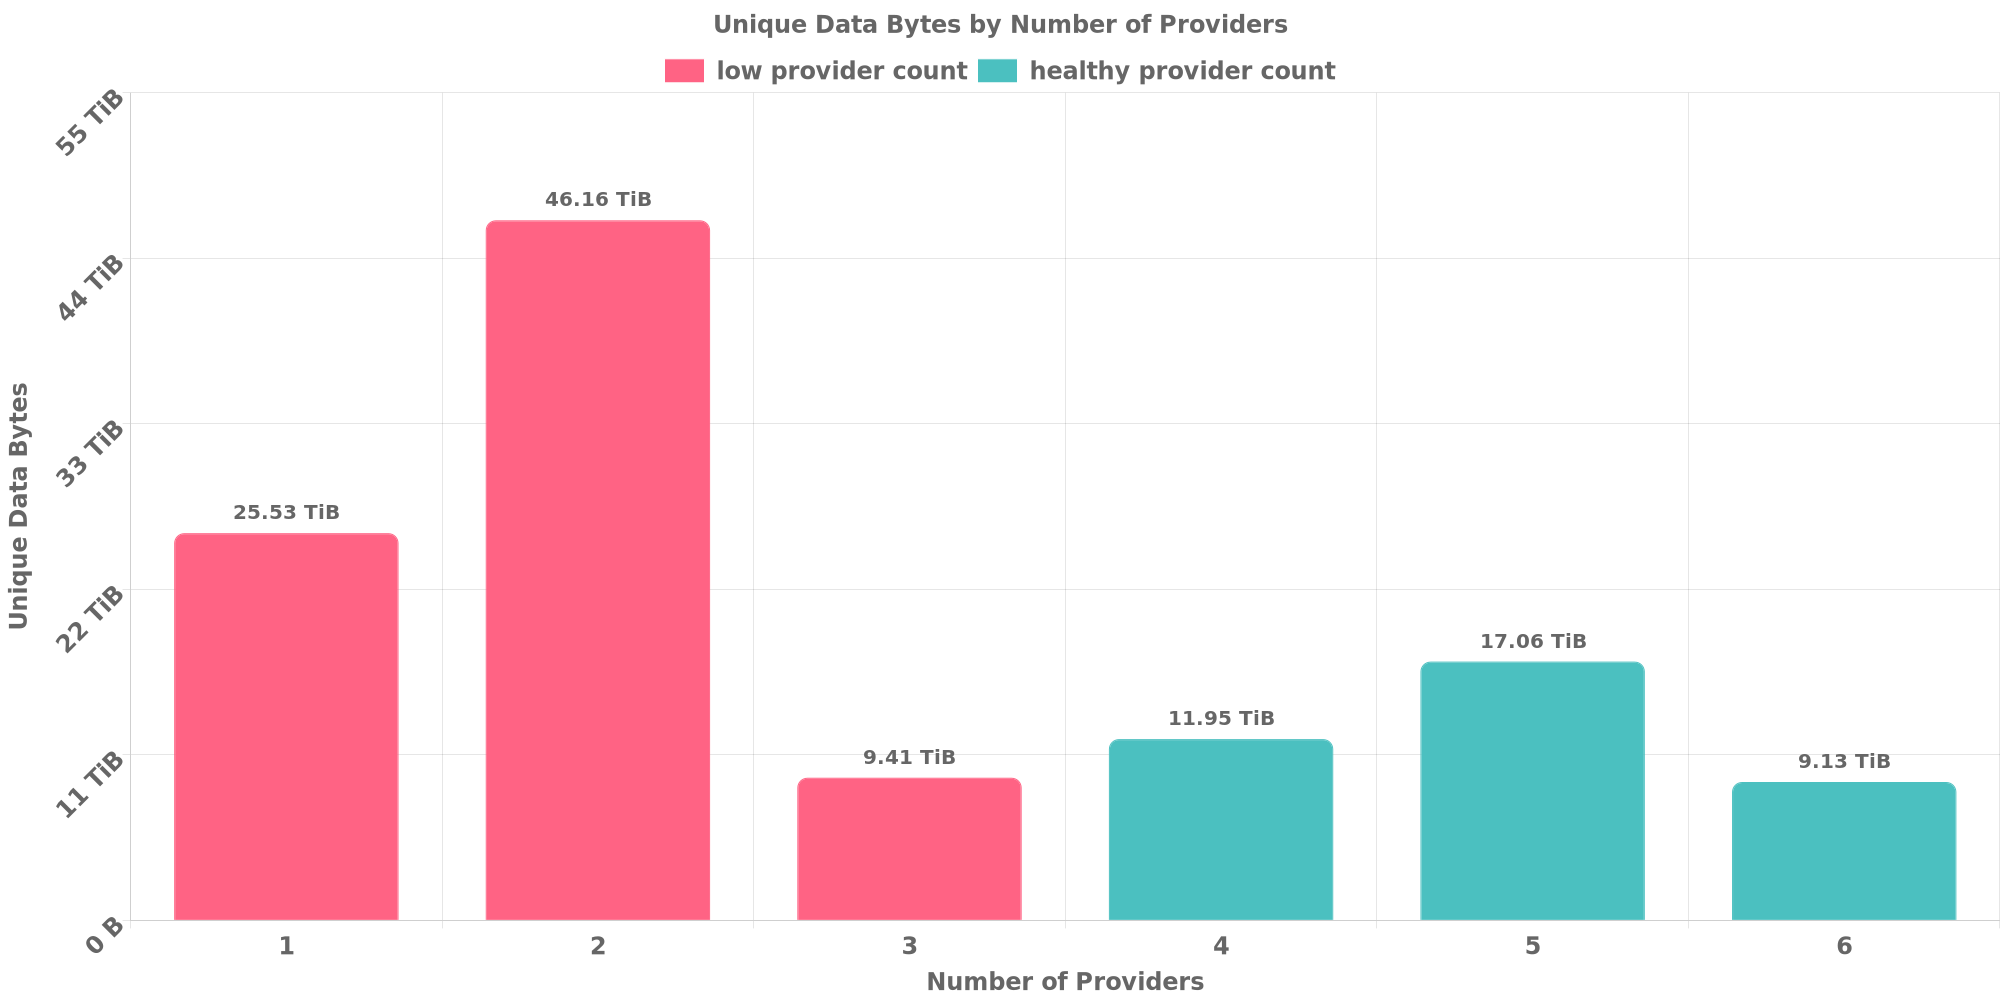 Unique Data Bytes by Number of Providers
low provider count healthy provider count
55 TiB
44 TiB
33 TiB
22 TiB
11 TiB
0 B
Unique Data Bytes
25.53 TiB
46.16 TiB
9.41 TiB
11.95 TiB
17.06 TiB
9.13 TiB
1 2 3 4 5 6
Number of Providers